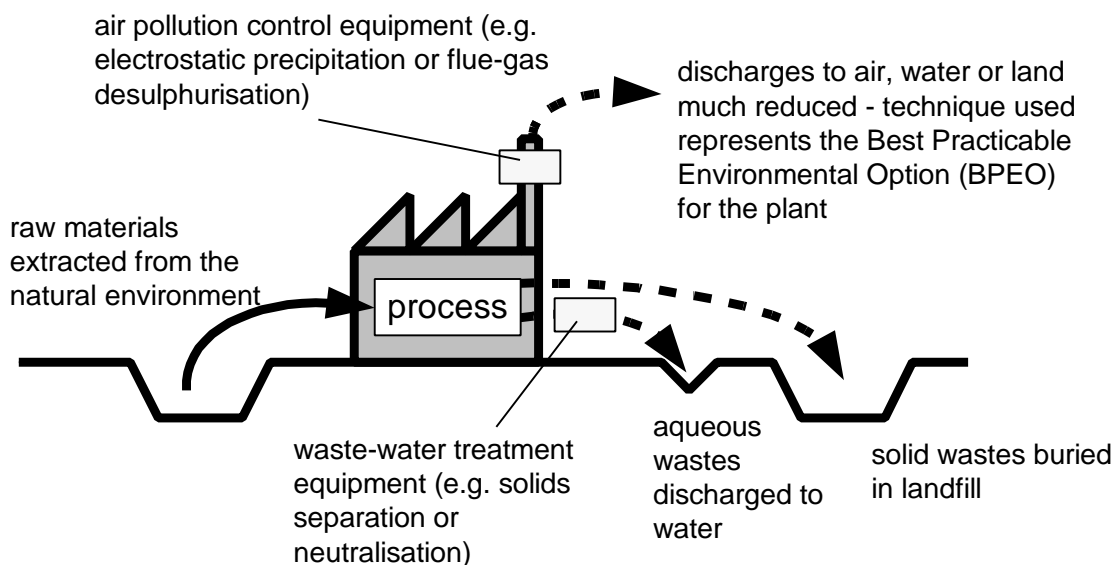 air pollution control equipment (e.g.
electrostatic precipitation or flue-gas
desulphurisation)
discharges to air, water or land
much reduced - technique used
represents the Best Practicable
Environmental Option (BPEO)
for the plant
raw materials
extracted from the
natural environment
process
waste-water treatment
equipment (e.g. solids
separation or
neutralisation)
aqueous
wastes
discharged to
water
solid wastes buried
in landfill